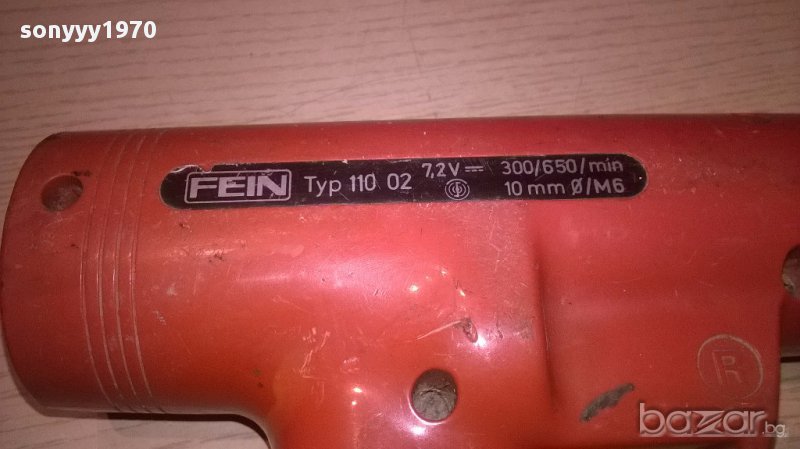 sonyyy1970
FEIN Typ 110 02 7,2V⎓ 300/650/min
10 mm Ø/M6
R
bazar.bg